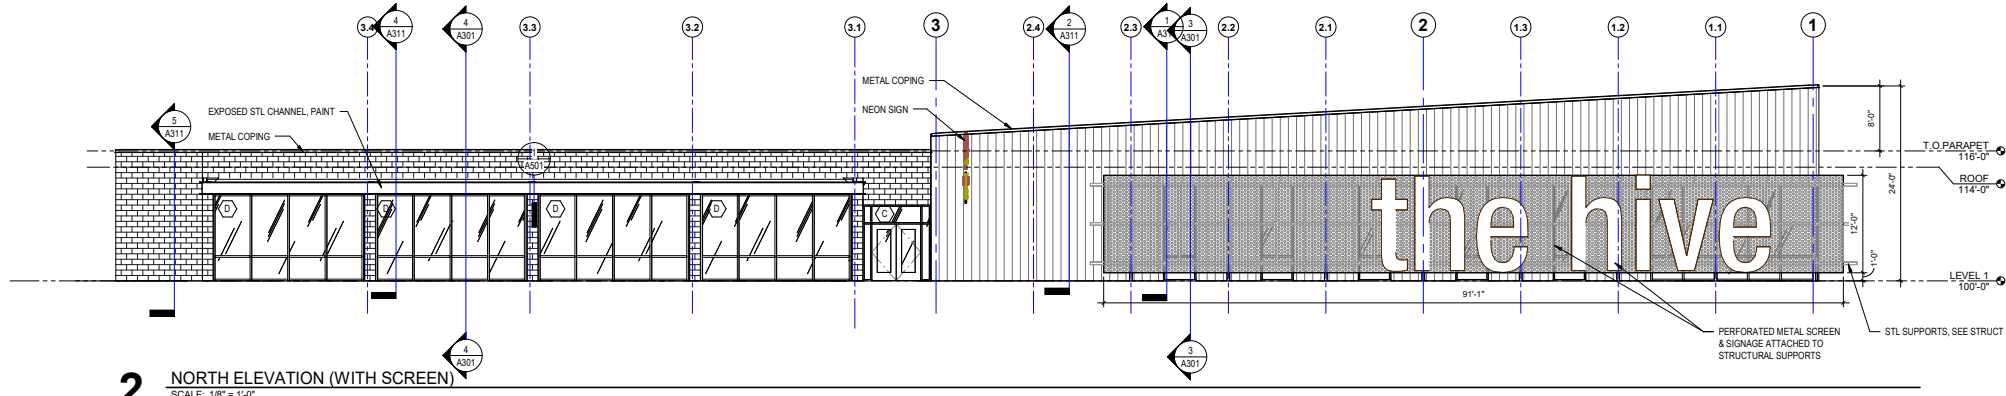 3.4
4
A311
4
A301
3.3
3.2
3.1
3
2.4
2
A311
2.3
1
3
A301
2.2
2.1
2
1.3
1.2
1.1
1
METAL COPING
NEON SIGN
EXPOSED STL CHANNEL, PAINT
METAL COPING
5
A311
1
A501
8'-0"
24'-0"
T.O.PARAPET
116'-0"
ROOF
114'-0"
D
D
D
C
the hive
12'-0"
1'-0"
LEVEL 1
100'-0"
91'-1"
PERFORATED METAL SCREEN
& SIGNAGE ATTACHED TO
STRUCTURAL SUPPORTS
STL SUPPORTS, SEE STRUCT
4
A301
3
A301
2
NORTH ELEVATION (WITH SCREEN)
SCALE: 1/8" = 1'-0"